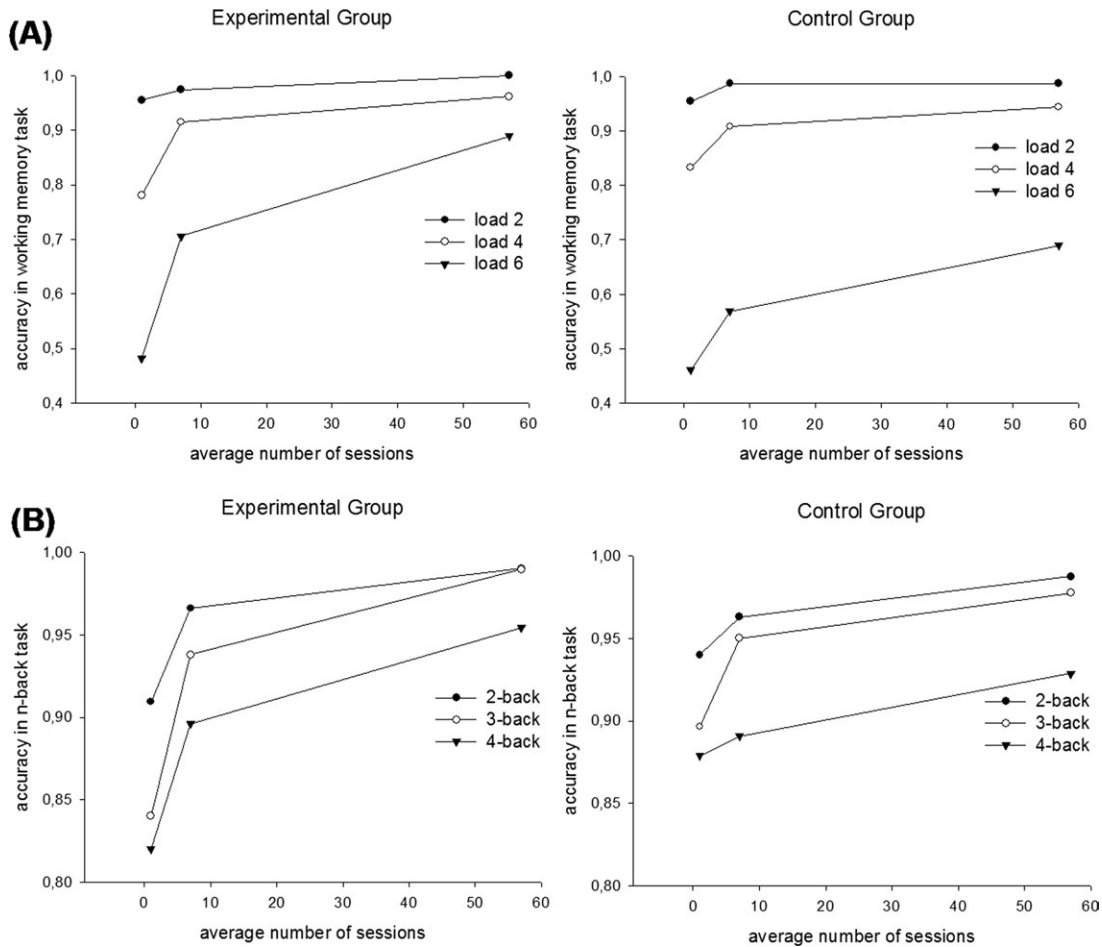 (A)
Experimental Group
accuracy in working memory task
1,0
0,9
0,8
0,7
0,6
0,5
0,4
load 2
load 4
load 6
0 10 20 30 40 50 60
average number of sessions
Control Group
accuracy in working memory task
1,0
0,9
0,8
0,7
0,6
0,5
0,4
load 2
load 4
load 6
0 10 20 30 40 50 60
average number of sessions
(B)
Experimental Group
accuracy in n-back task
1,00
0,95
0,90
0,85
0,80
2-back
3-back
4-back
0 10 20 30 40 50 60
average number of sessions
Control Group
accuracy in n-back task
1,00
0,95
0,90
0,85
0,80
2-back
3-back
4-back
0 10 20 30 40 50 60
average number of sessions